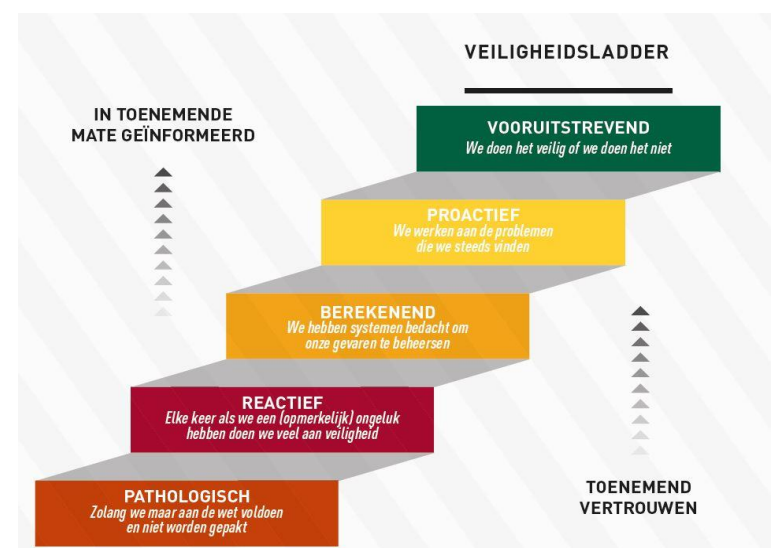 VEILIGHEIDSLADDER
IN TOENEMENDE
MATE GEÏNFORMEERD
VOORUITSTREVEND
We doen het veilig of we doen het niet
PROACTIEF
We werken aan de problemen
die we steeds vinden
BEREKENEND
We hebben systemen bedacht om
onze gevaren te beheersen
REACTIEF
Elke keer als we een (opmerkelijk) ongeluk
hebben doen we veel aan veiligheid
PATHOLOGISCH
Zolang we maar aan de wet voldoen
en niet worden gepakt
TOENEMEND
VERTROUWEN